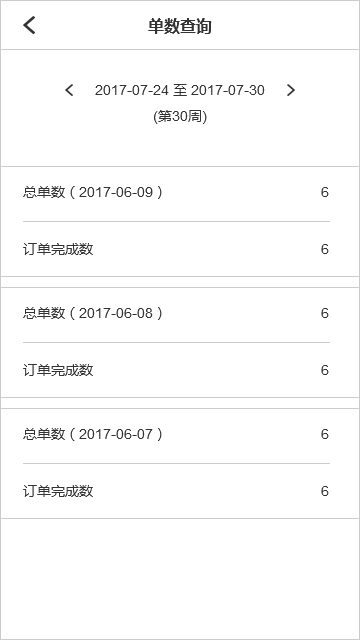 单数查询
2017-07-24 至 2017-07-30
(第30周)
总单数（2017-06-09） 6
订单完成数 6
总单数（2017-06-08） 6
订单完成数 6
总单数（2017-06-07） 6
订单完成数 6